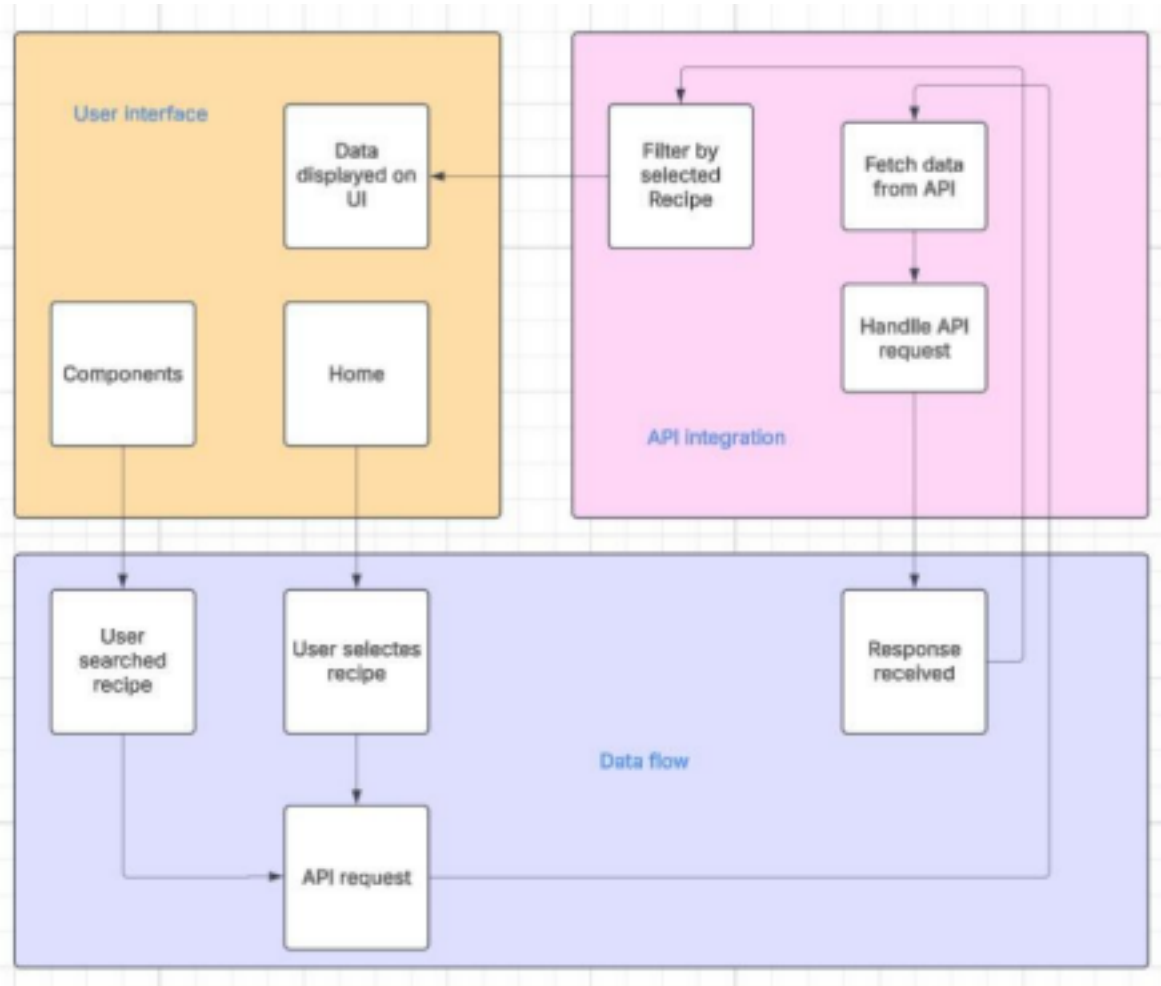 User interface
Data
displayed on
UI
Components
Home
Filter by
selected
Recipe
Fetch data
from API
Handlle API
request
API integration
User
searched
recipe
User selectes
recipe
Response
received
Data flow
API request